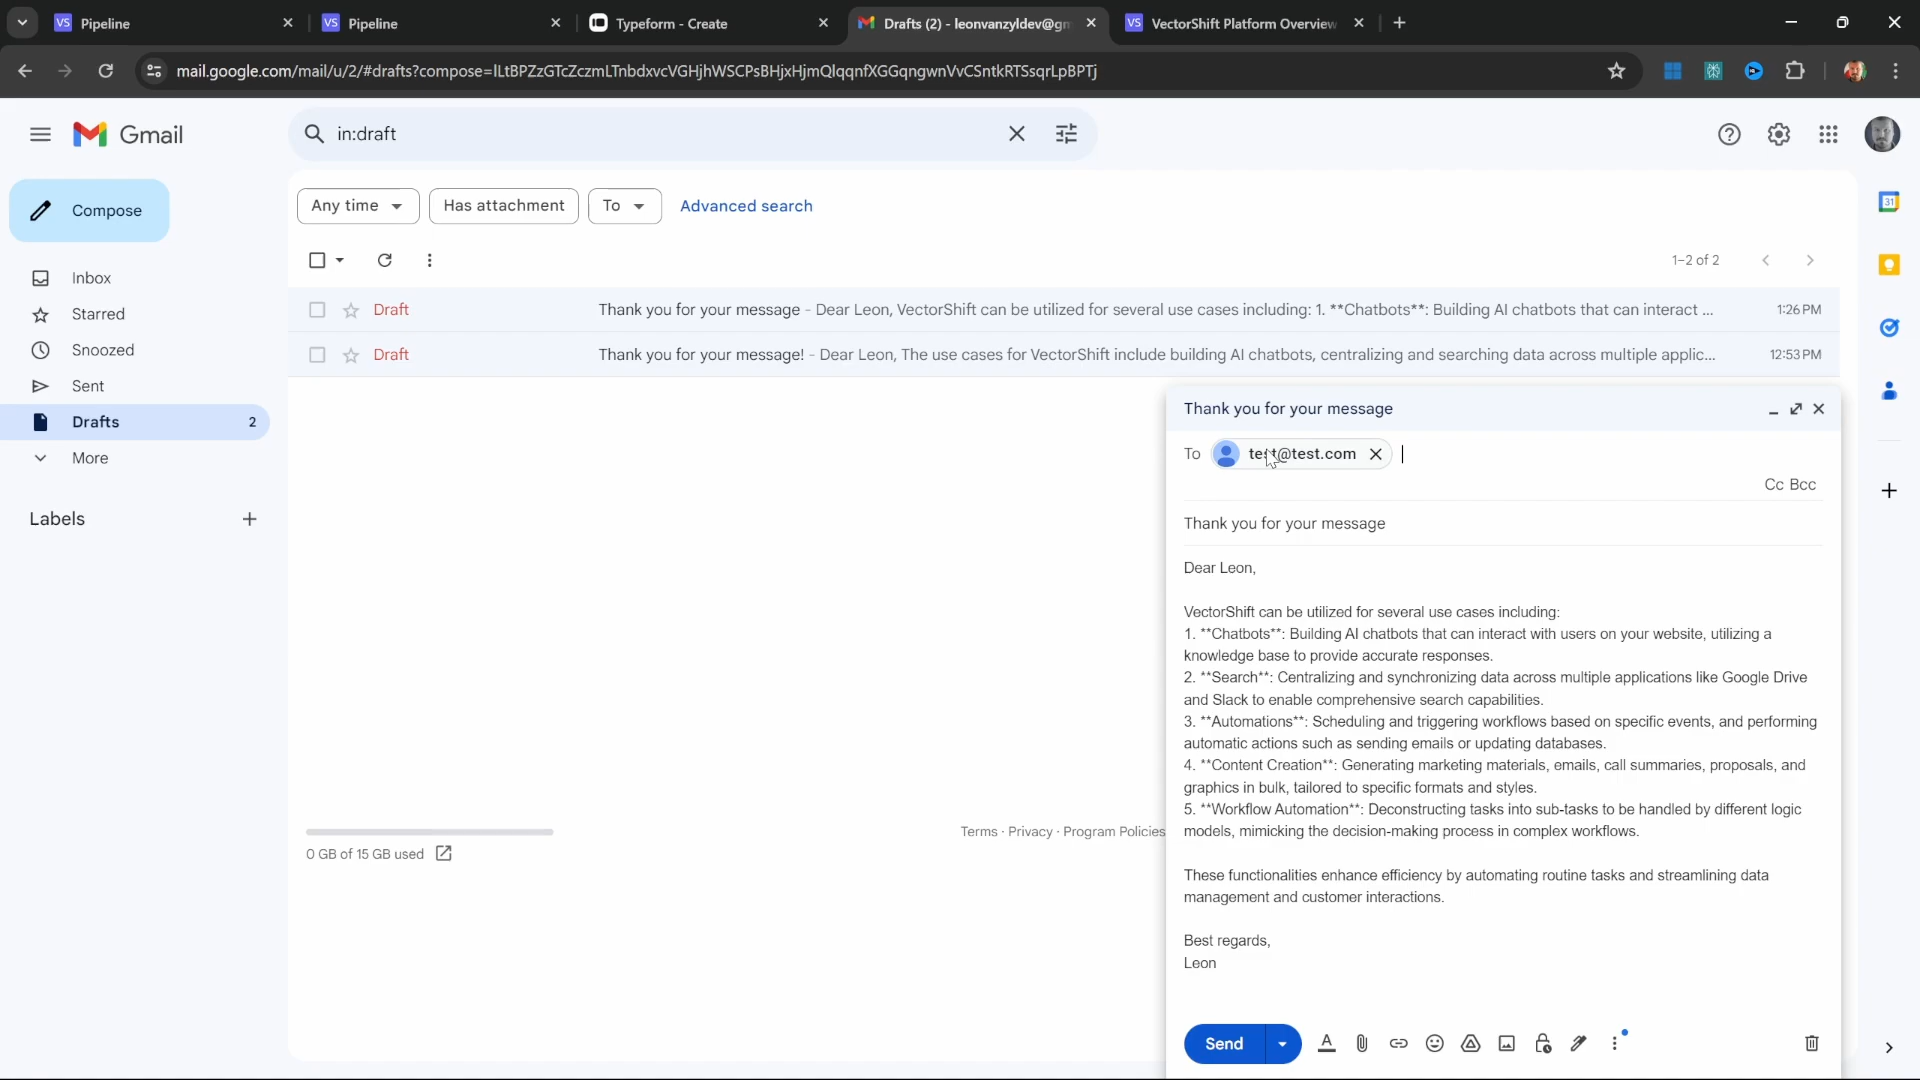 VS Pipeline
VS Pipeline
Typeform - Create
Drafts (2) - leonvanzyldev@gm
VS VectorShift Platform Overview
mail.google.com/mail/u/2/#drafts?compose=lLtBPZzGTcZczmLTnbdxvcVGHjhWSCPsBHjxHjmQlqqnfXGGqngwnVvCSntkRTSsqrLpBPTj
Gmail
in:draft
Compose
Any time
Has attachment
To
Advanced search
1–2 of 2
Inbox
Starred
Snoozed
Sent
Drafts 2
More
Labels
Draft Thank you for your message - Dear Leon, VectorShift can be utilized for several use cases including: 1. **Chatbots**: Building AI chatbots that can interact ... 1:26 PM
Draft Thank you for your message! - Dear Leon, The use cases for VectorShift include building AI chatbots, centralizing and searching data across multiple applic... 12:53 PM
31
0 GB of 15 GB used
Terms · Privacy · Program Policies
Thank you for your message
To test@test.com
Cc Bcc
Thank you for your message
Dear Leon,
VectorShift can be utilized for several use cases including:
1. **Chatbots**: Building AI chatbots that can interact with users on your website, utilizing a
knowledge base to provide accurate responses.
2. **Search**: Centralizing and synchronizing data across multiple applications like Google Drive
and Slack to enable comprehensive search capabilities.
3. **Automations**: Scheduling and triggering workflows based on specific events, and performing
automatic actions such as sending emails or updating databases.
4. **Content Creation**: Generating marketing materials, emails, call summaries, proposals, and
graphics in bulk, tailored to specific formats and styles.
5. **Workflow Automation**: Deconstructing tasks into sub-tasks to be handled by different logic
models, mimicking the decision-making process in complex workflows.
These functionalities enhance efficiency by automating routine tasks and streamlining data
management and customer interactions.
Best regards,
Leon
Send